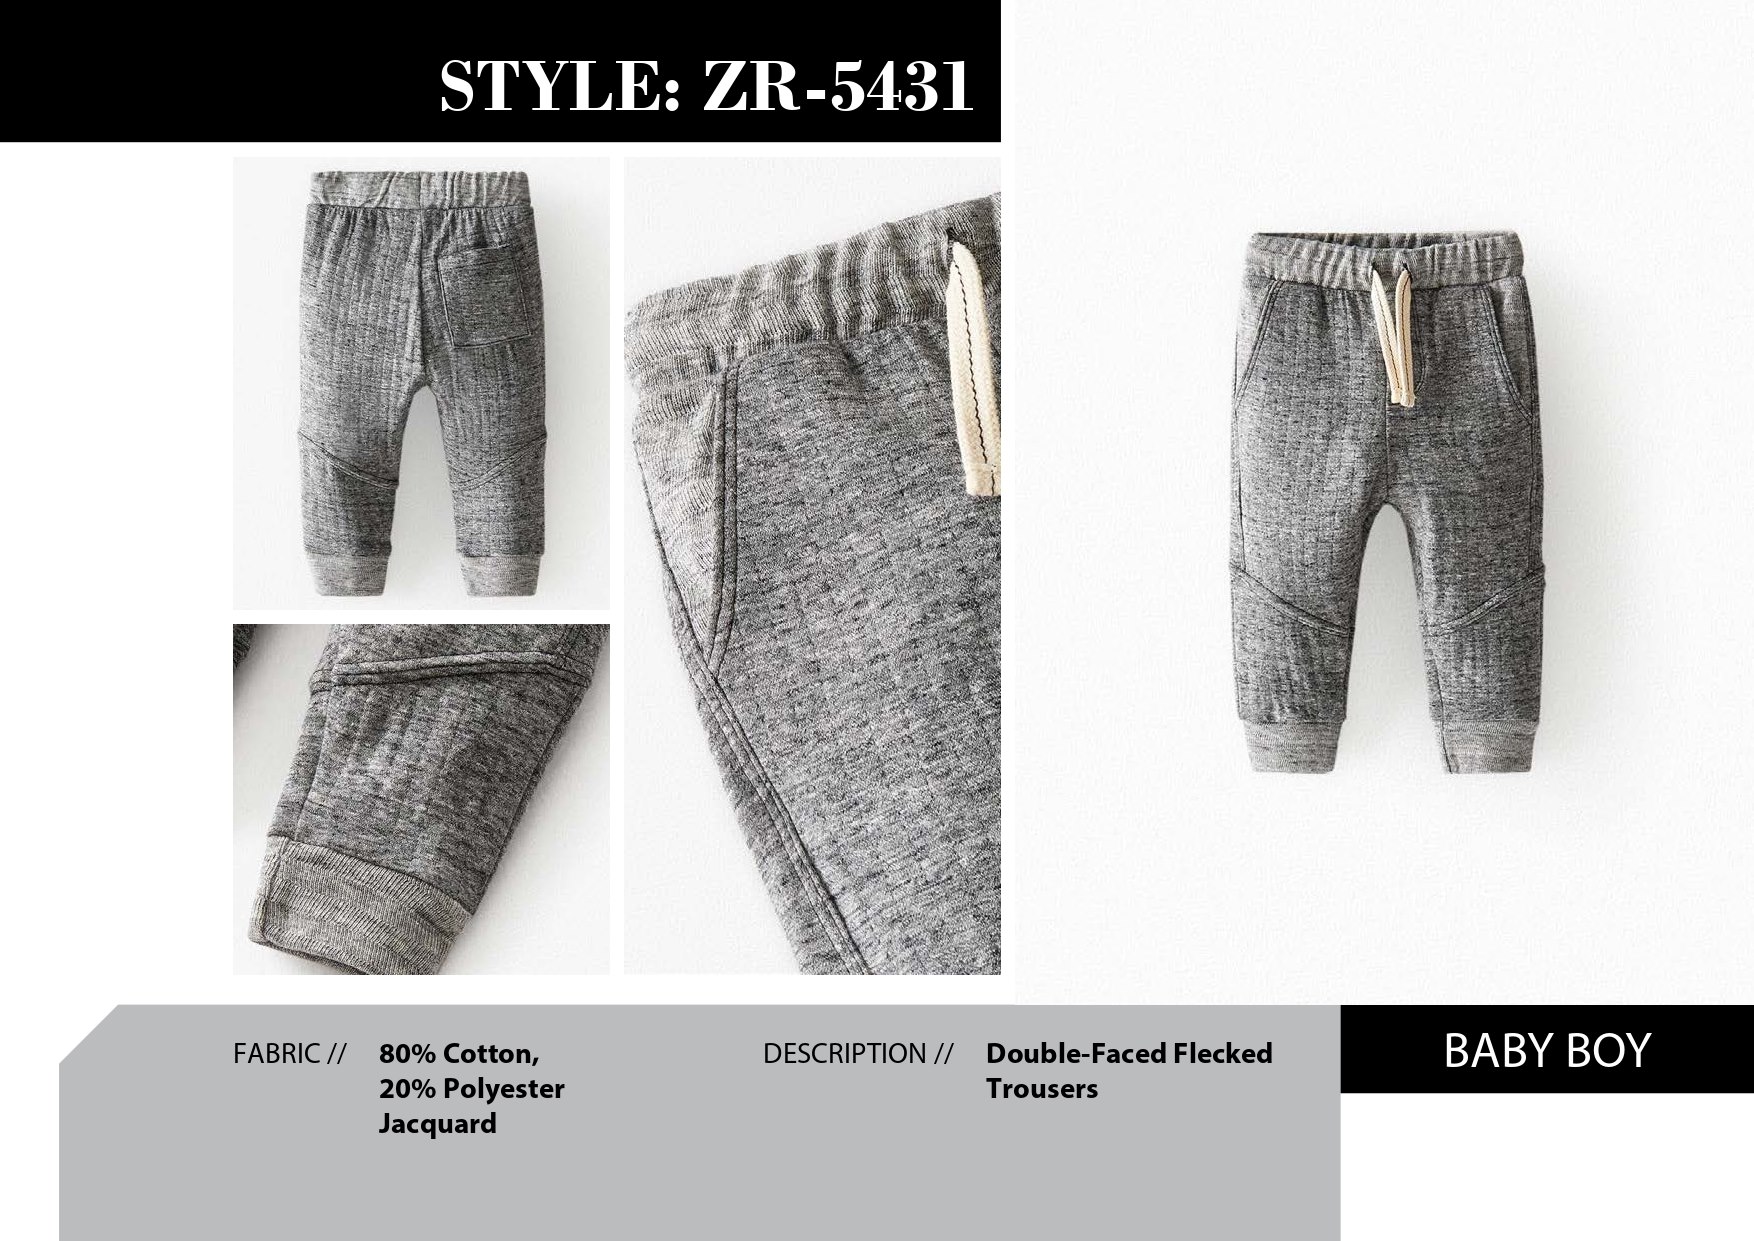 STYLE: ZR-5431
FABRIC //
80% Cotton,
20% Polyester
Jacquard
DESCRIPTION //
Double-Faced Flecked
Trousers
BABY BOY